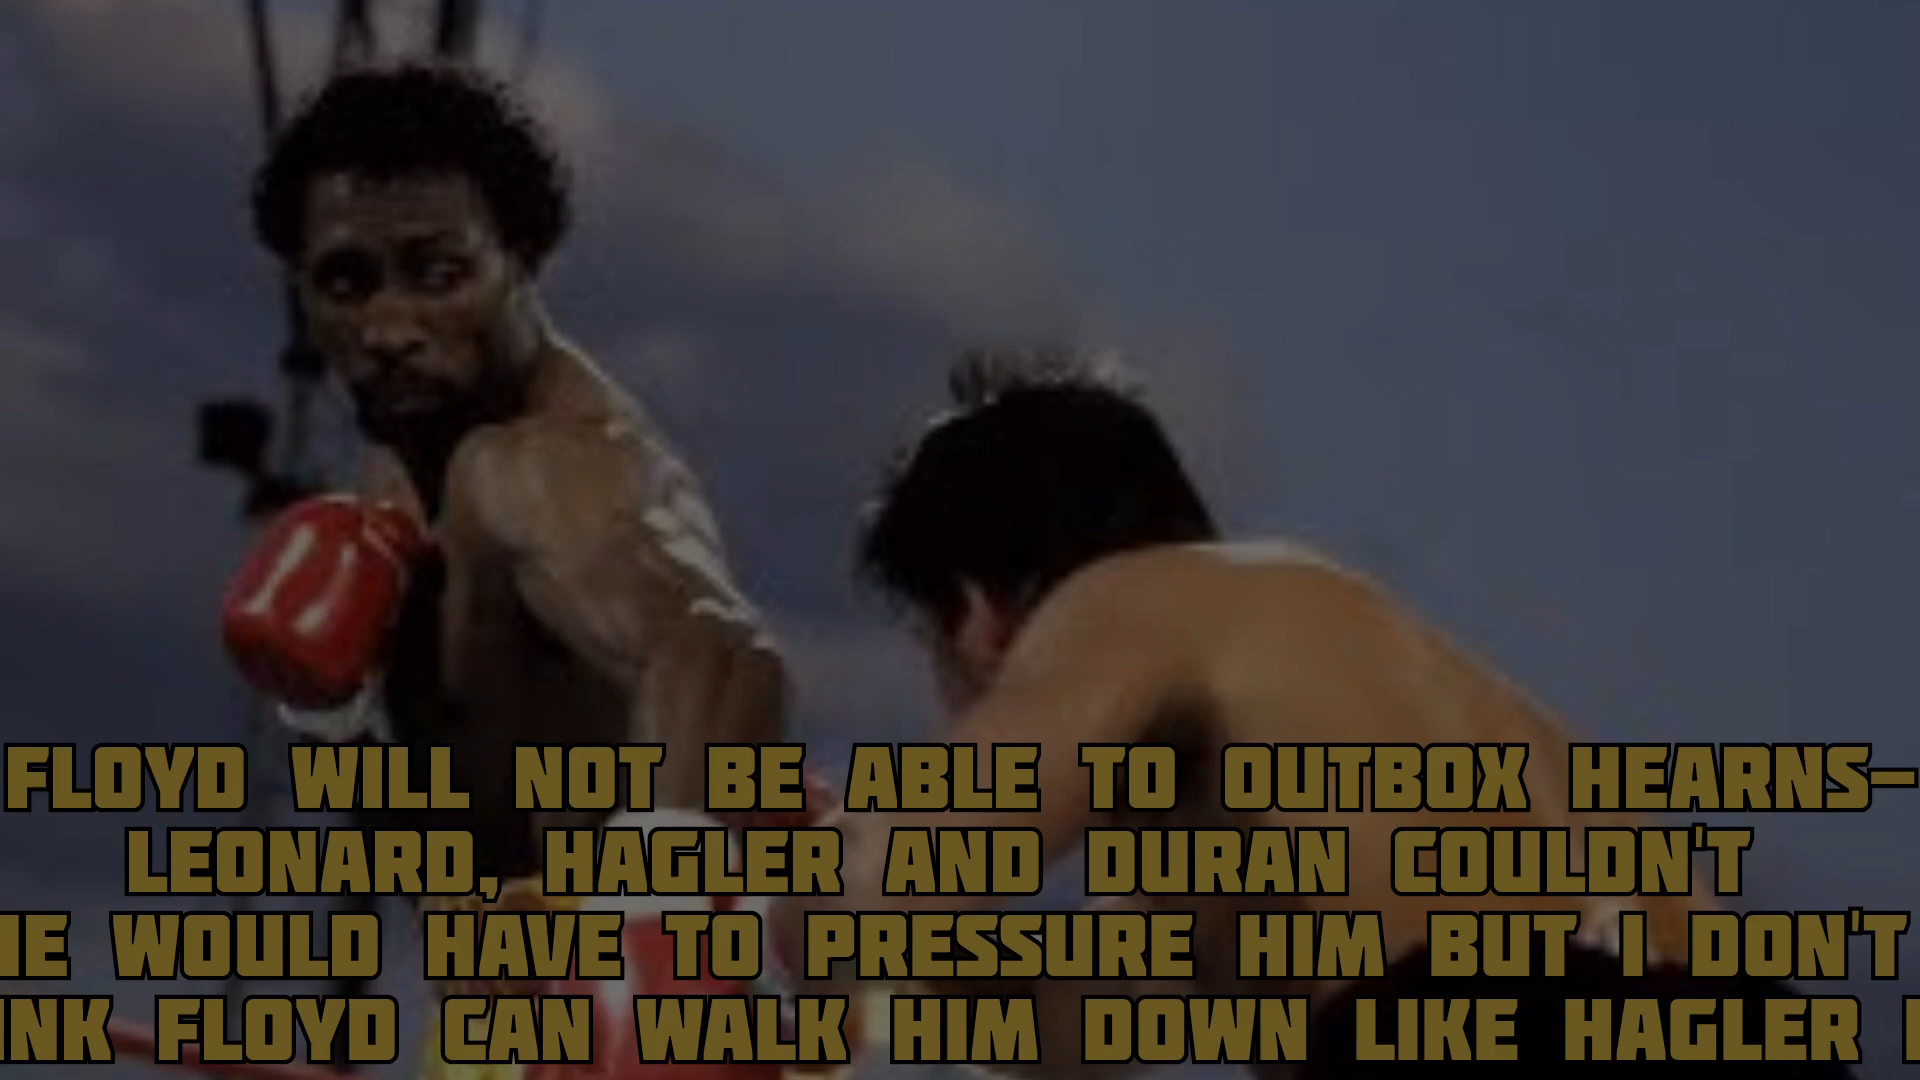 FLOYD WILL NOT BE ABLE TO OUTBOX HEARNS-
LEONARD, HAGLER AND DURAN COULDN'T
WOULD HAVE TO PRESSURE HIM BUT I DON'T
FLOYD CAN WALK HIM DOWN LIKE HAGLER